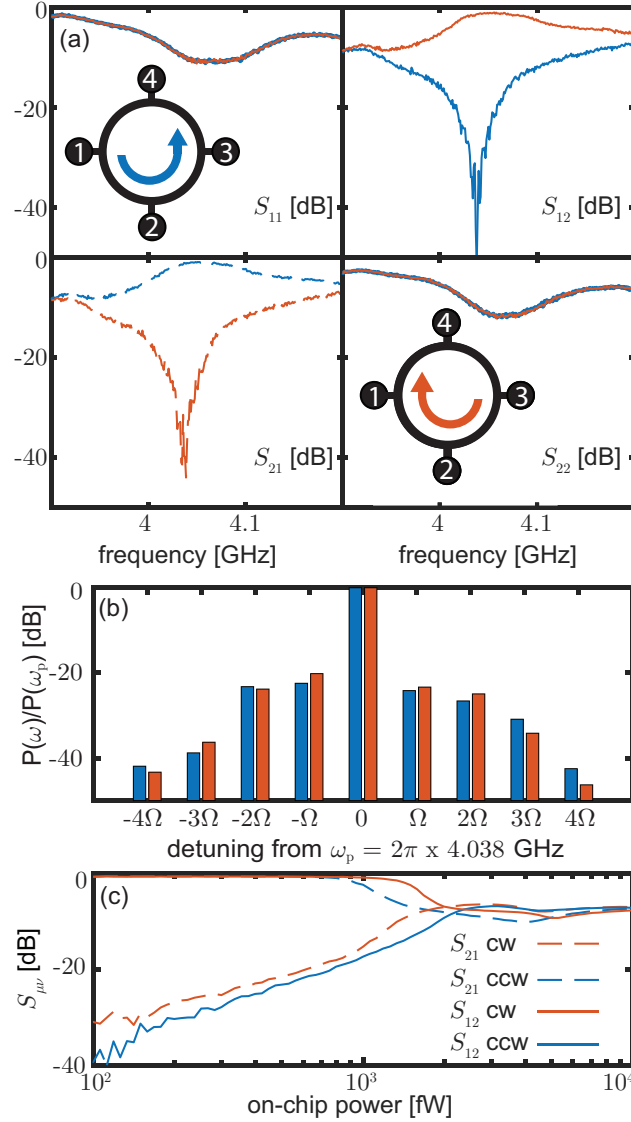 0
-20
-40
(a)
4
1
3
2
S11 [dB]
S12 [dB]
0
-20
-40
S21 [dB]
4
1
3
2
S22 [dB]
4
4.1
4
4.1
frequency [GHz]
frequency [GHz]
(b)
0
-20
-40
P(ω)/P(ωp) [dB]
-4Ω -3Ω -2Ω -Ω 0 Ω 2Ω 3Ω 4Ω
detuning from ωp = 2π x 4.038 GHz
(c)
0
-20
-40
Sμν [dB]
S21 cw
S21 ccw
S12 cw
S12 ccw
10^2 10^3 10^4
on-chip power [fW]